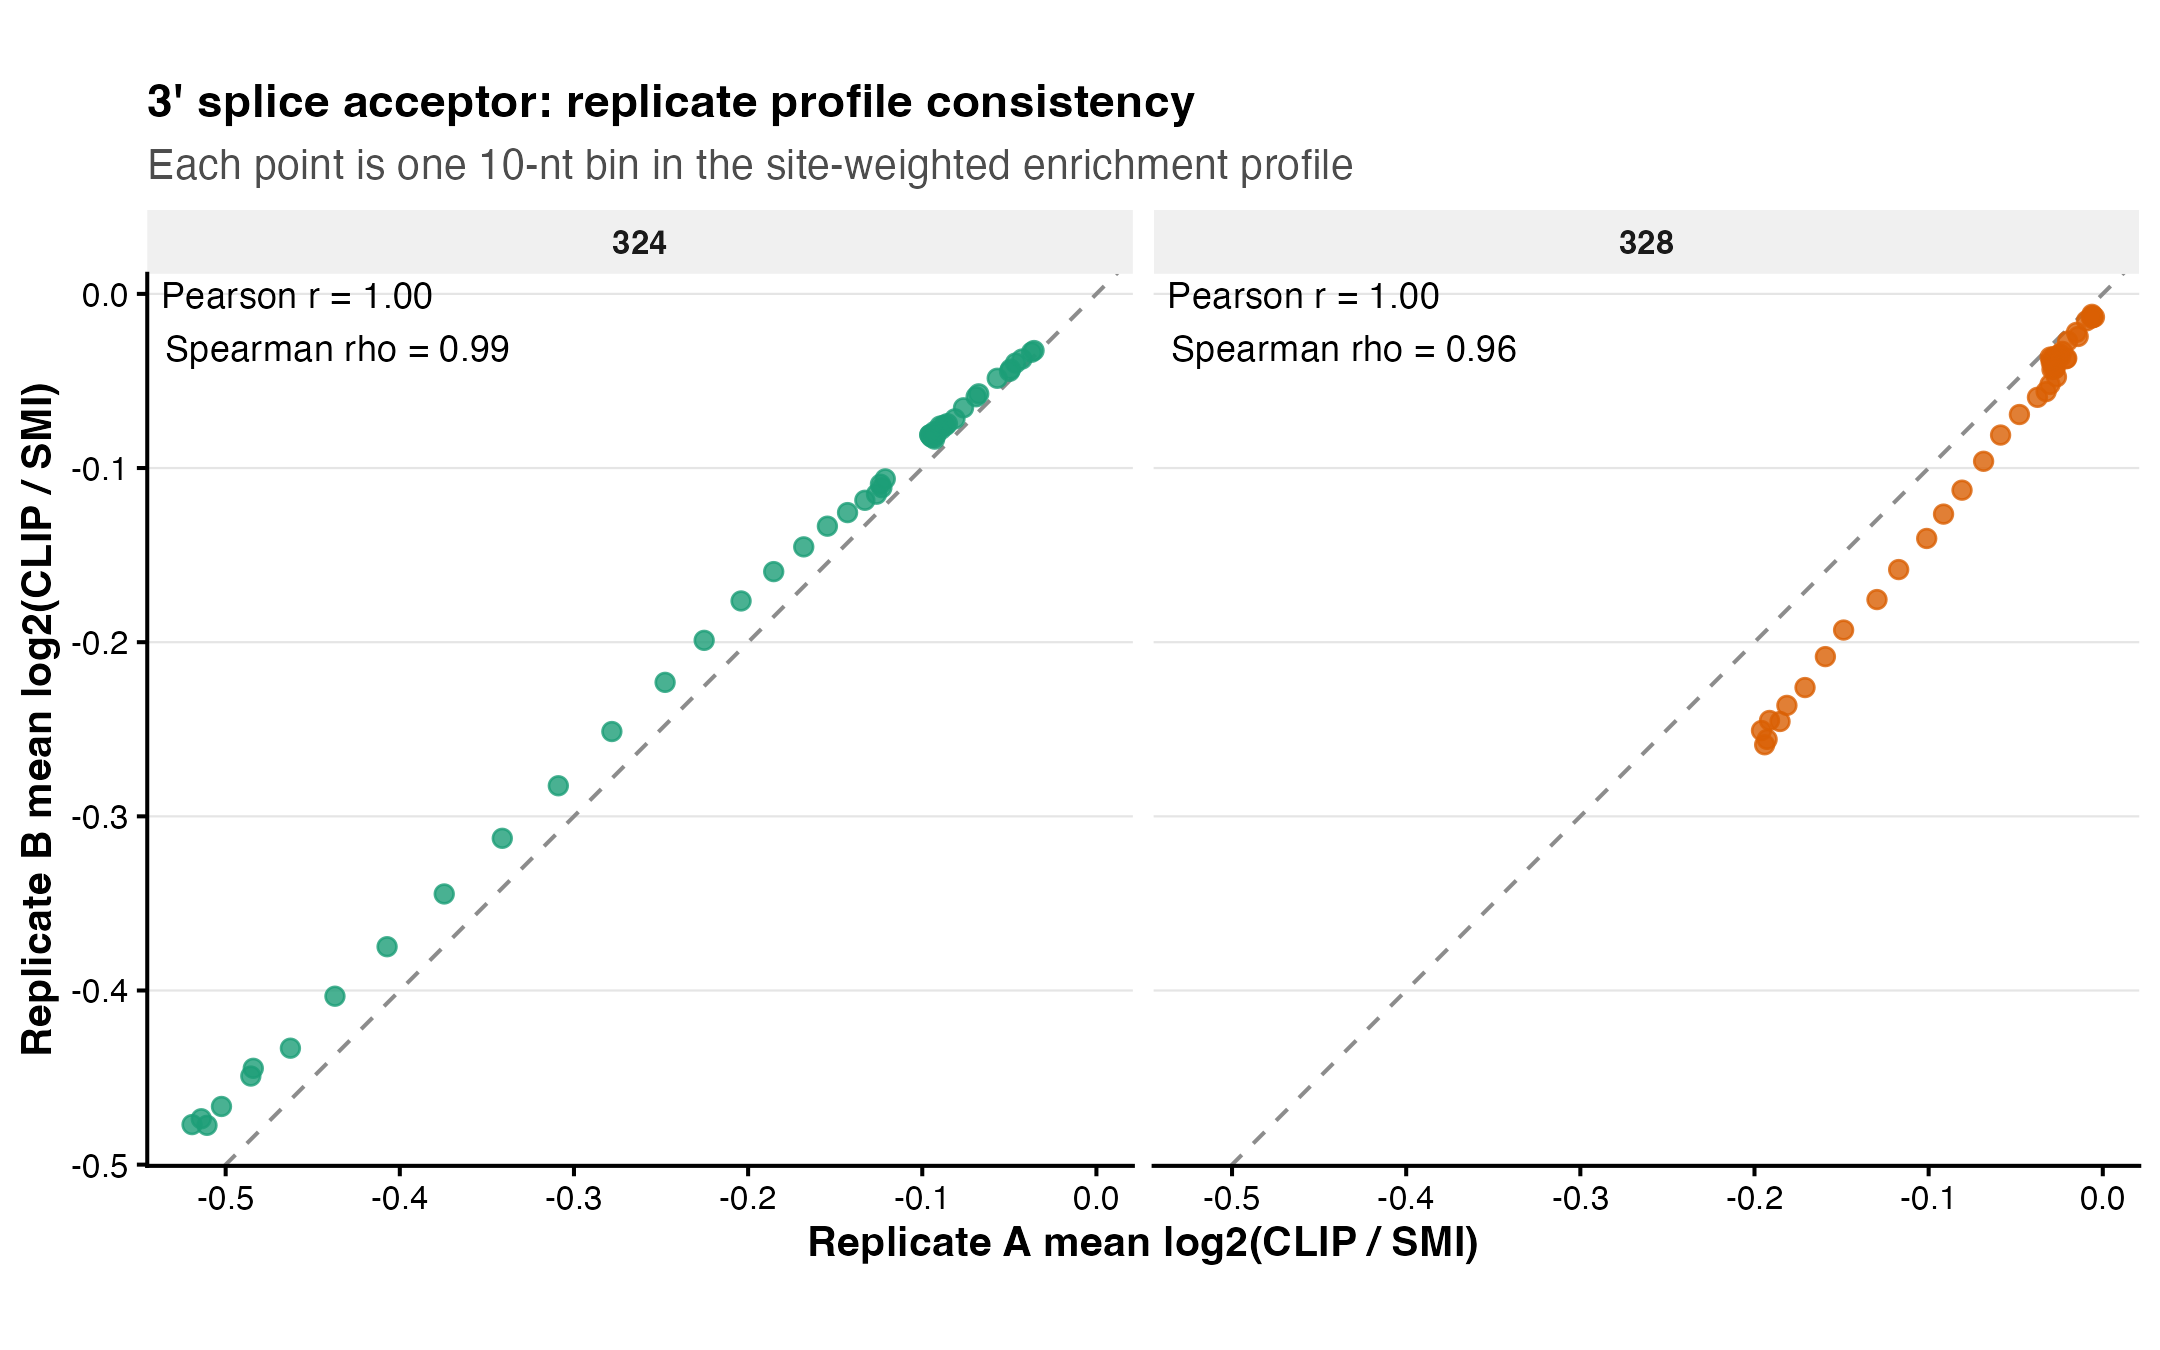 3' splice acceptor: replicate profile consistency
Each point is one 10-nt bin in the site-weighted enrichment profile
324
328
Pearson r = 1.00
Spearman rho = 0.99
Pearson r = 1.00
Spearman rho = 0.96
Replicate B mean log2(CLIP / SMI)
0.0
-0.1
-0.2
-0.3
-0.4
-0.5
-0.5 -0.4 -0.3 -0.2 -0.1 0.0
-0.5 -0.4 -0.3 -0.2 -0.1 0.0
Replicate A mean log2(CLIP / SMI)